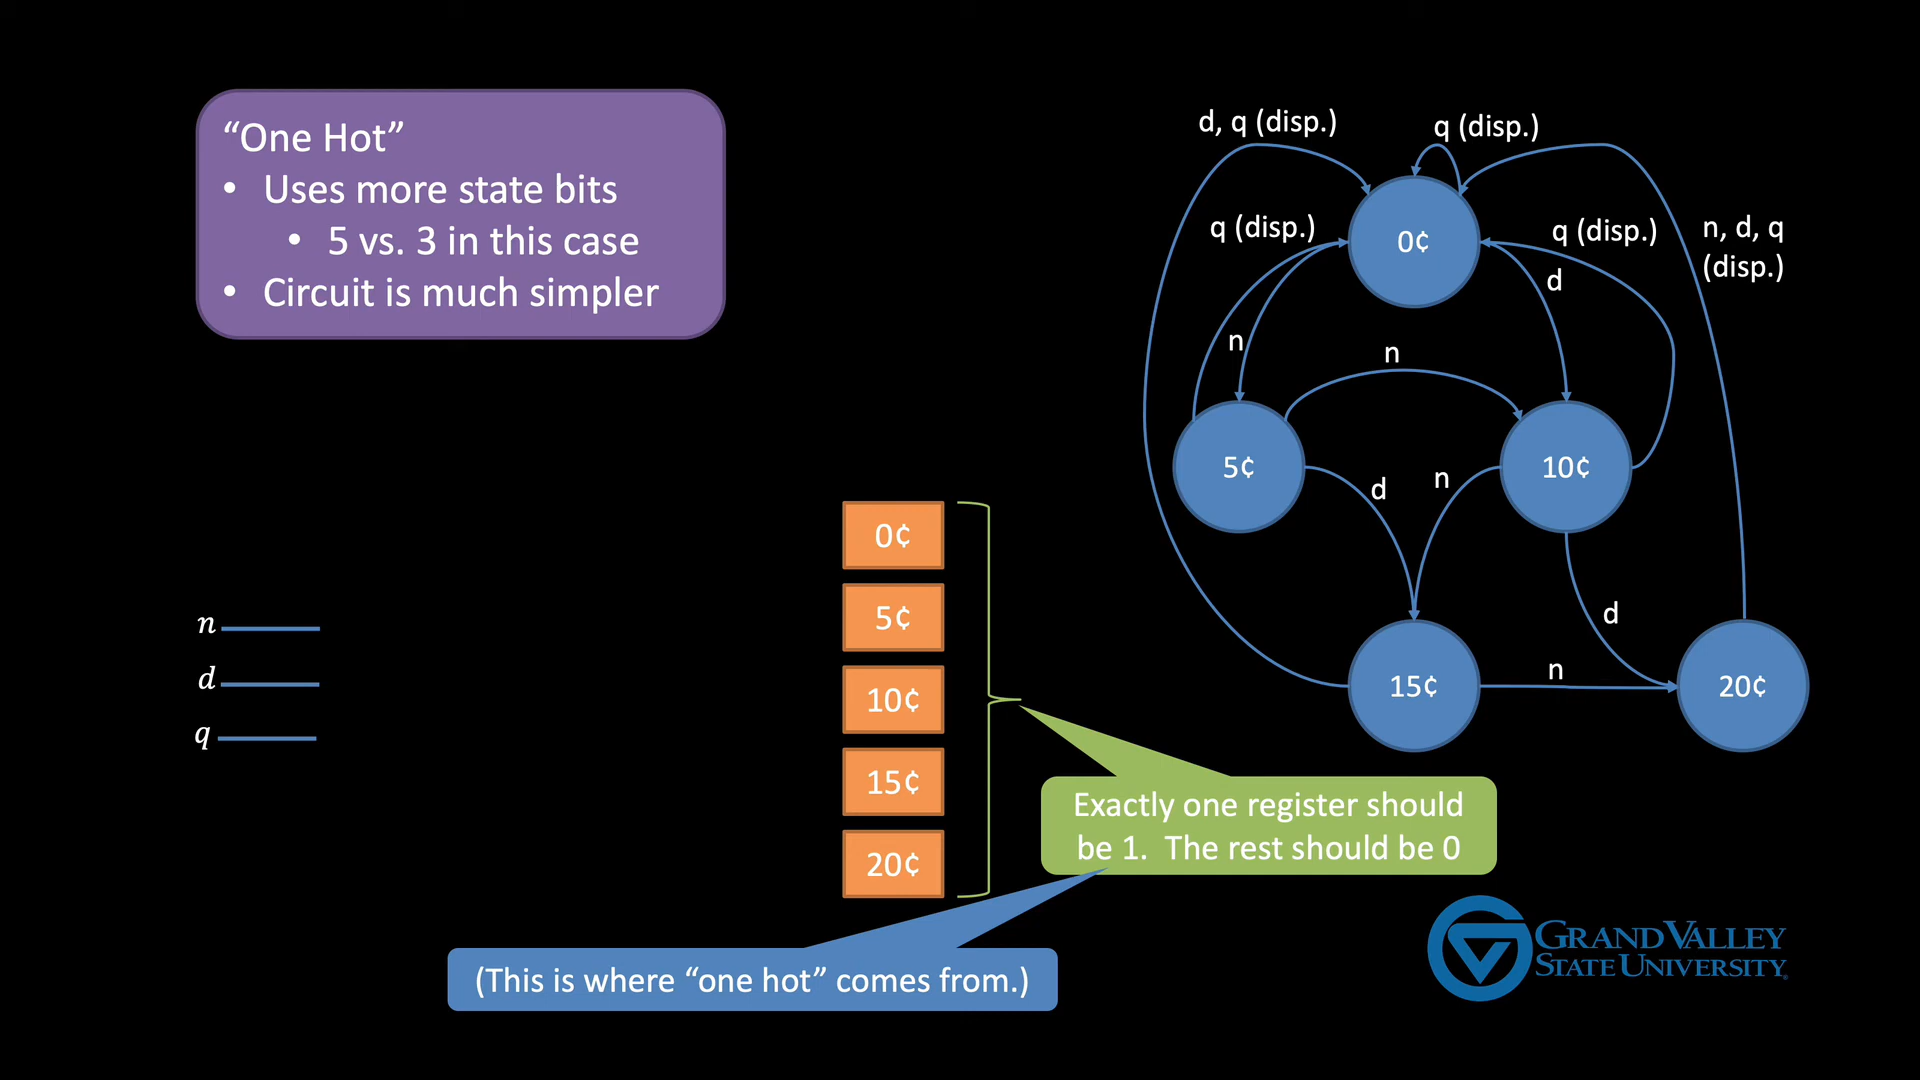 “One Hot”
• Uses more state bits
• 5 vs. 3 in this case
• Circuit is much simpler
d, q (disp.)
q (disp.)
q (disp.)
q (disp.)
n, d, q
(disp.)
0¢
d
n
n
5¢
10¢
d
n
d
n
15¢
20¢
n
d
q
0¢
5¢
10¢
15¢
20¢
Exactly one register should
be 1. The rest should be 0
(This is where “one hot” comes from.)
GRAND VALLEY
STATE UNIVERSITY